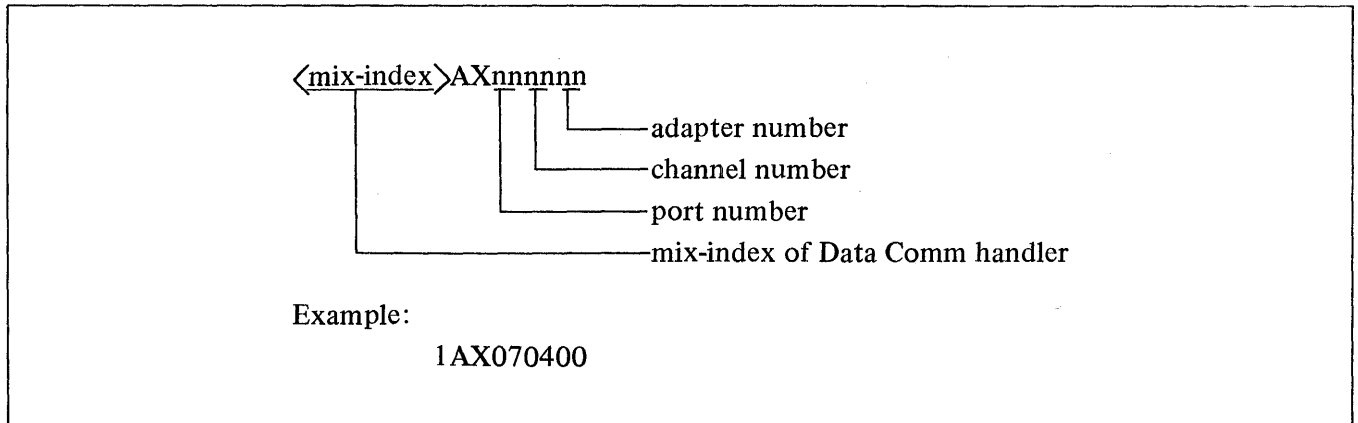 <mix-index>AXnnnnnn
adapter number
channel number
port number
mix-index of Data Comm handler
Example:
1AX070400